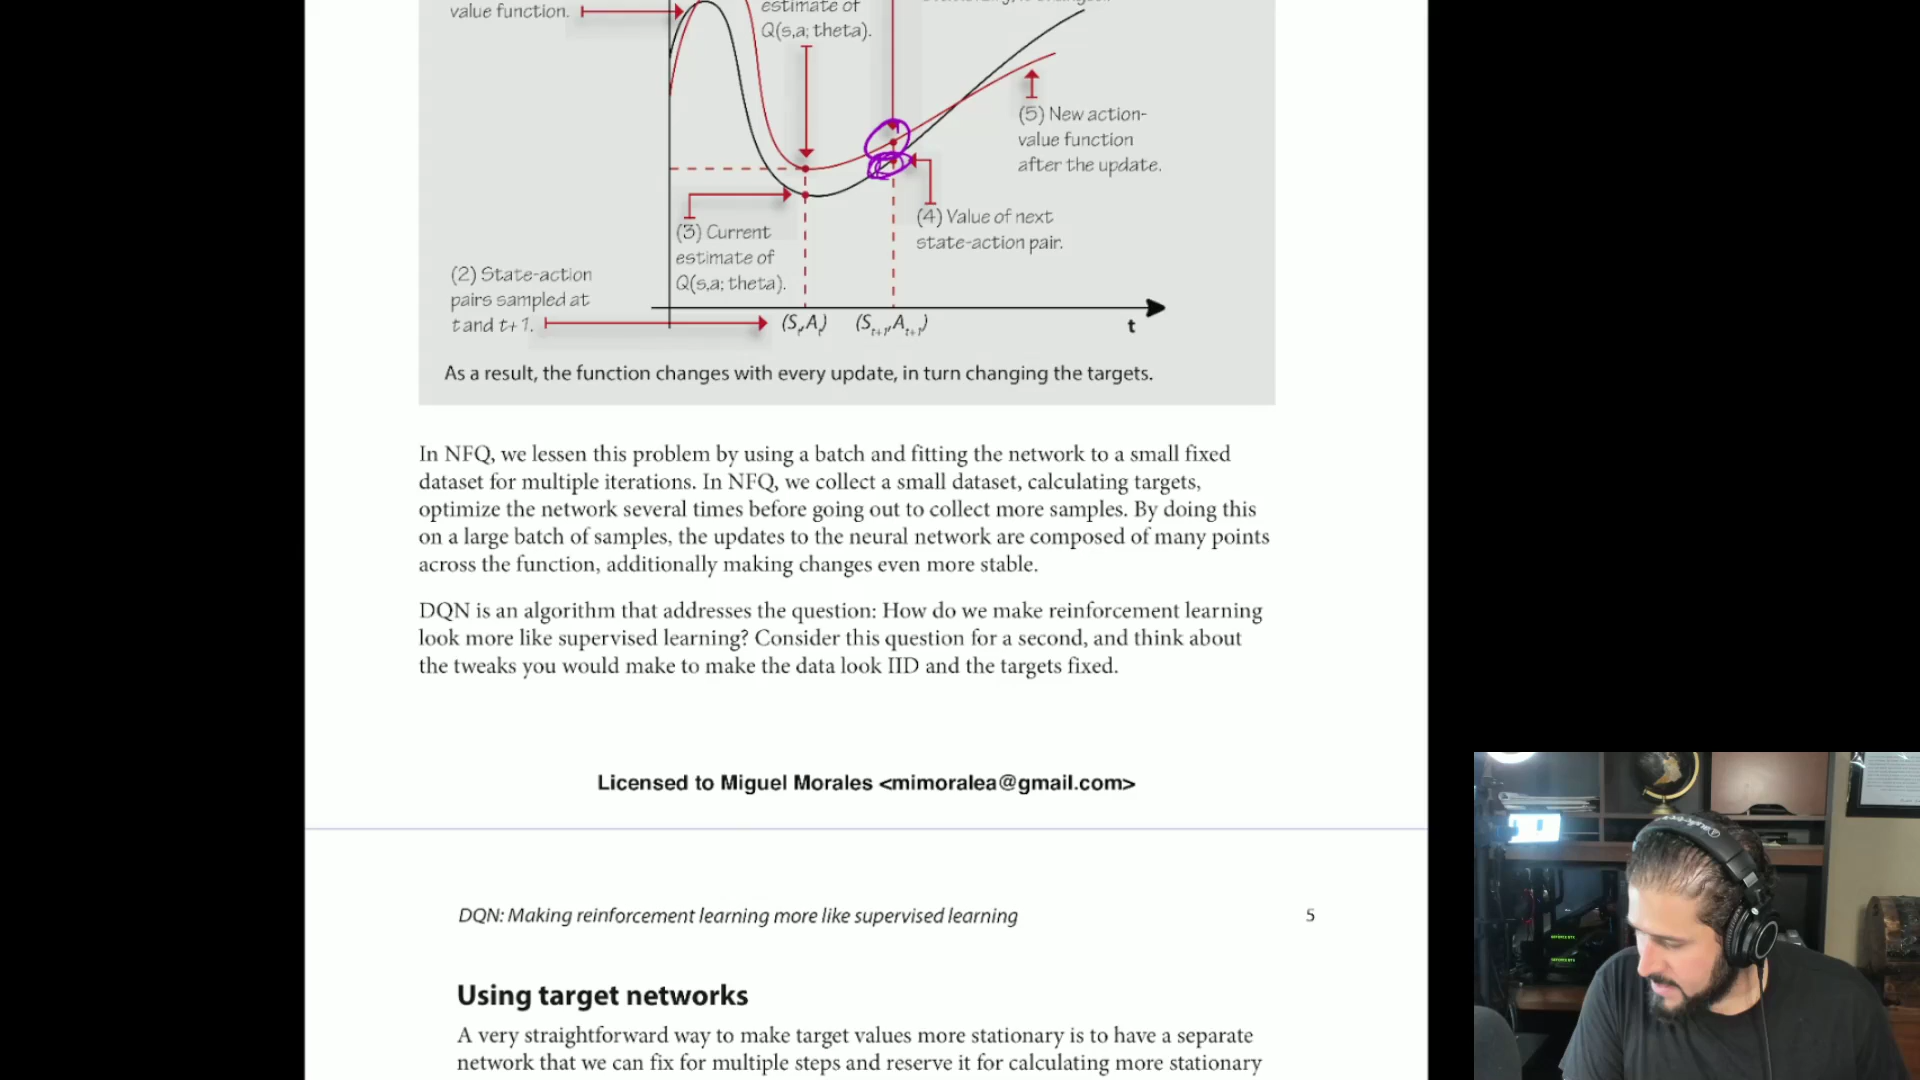 value function.
estimate of
Q(s,a; theta).
(5) New action-
value function
after the update.
(4) Value of next
state-action pair.
(3) Current
estimate of
Q(s,a; theta).
(2) State-action
pairs sampled at
t and t+1.
(Sₜ,Aₜ) (Sₜ₊₁,Aₜ₊₁)
t
As a result, the function changes with every update, in turn changing the targets.
In NFQ, we lessen this problem by using a batch and fitting the network to a small fixed
dataset for multiple iterations. In NFQ, we collect a small dataset, calculating targets,
optimize the network several times before going out to collect more samples. By doing this
on a large batch of samples, the updates to the neural network are composed of many points
across the function, additionally making changes even more stable.
DQN is an algorithm that addresses the question: How do we make reinforcement learning
look more like supervised learning? Consider this question for a second, and think about
the tweaks you would make to make the data look IID and the targets fixed.
Licensed to Miguel Morales <mimoralea@gmail.com>
DQN: Making reinforcement learning more like supervised learning 5
Using target networks
A very straightforward way to make target values more stationary is to have a separate
network that we can fix for multiple steps and reserve it for calculating more stationary